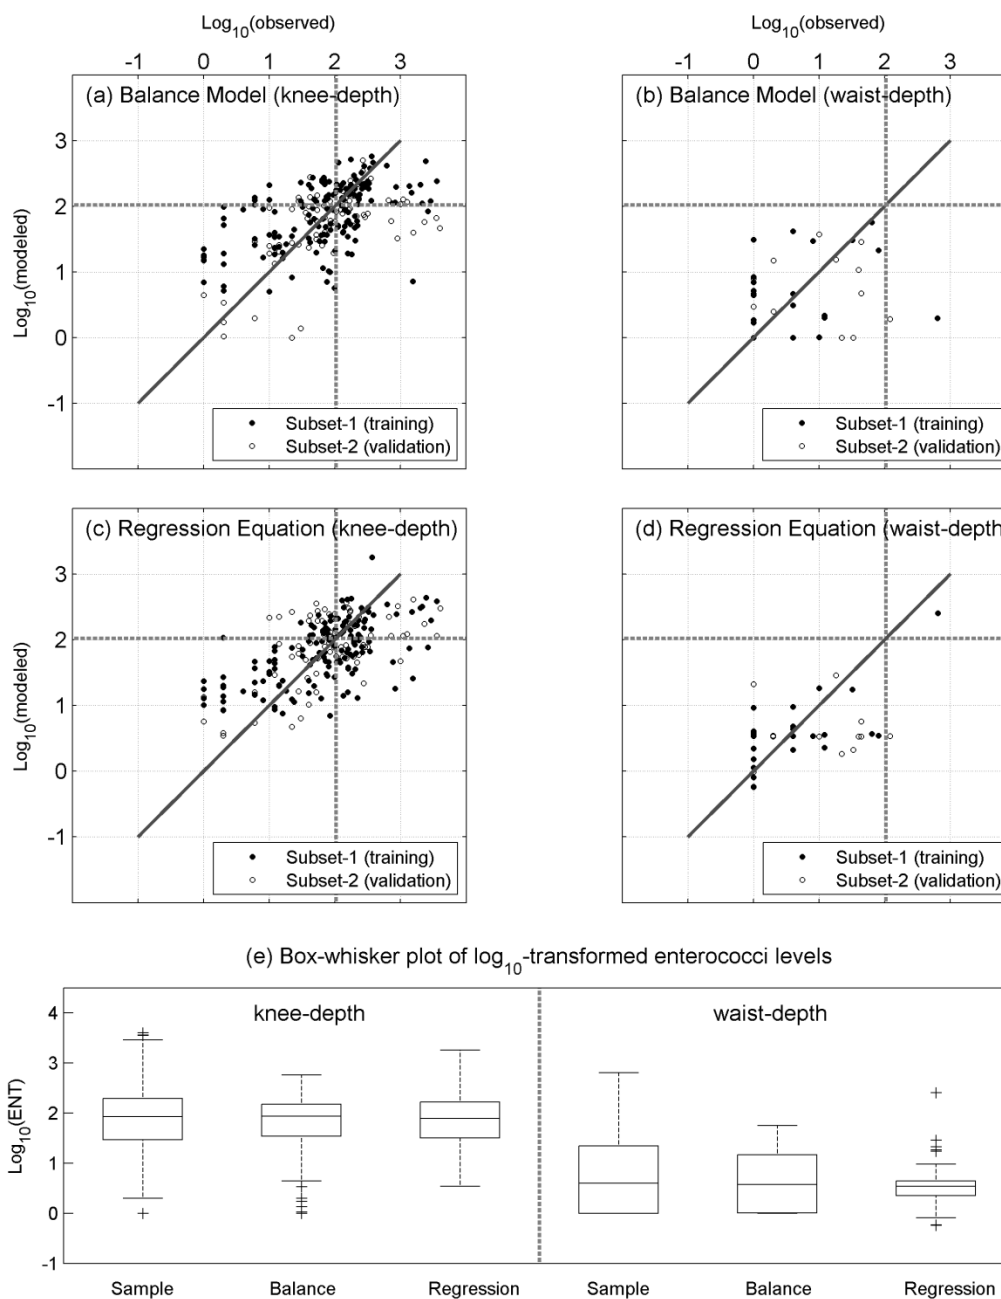 Log10(observed)
Log10(observed)
-1 0 1 2 3
-1 0 1 2 3
(a) Balance Model (knee-depth)
(b) Balance Model (waist-depth)
3
2
1
0
-1
Log10(modeled)
Subset-1 (training)
Subset-2 (validation)
Subset-1 (training)
Subset-2 (validation)
(c) Regression Equation (knee-depth)
(d) Regression Equation (waist-depth
3
2
1
0
-1
Log10(modeled)
Subset-1 (training)
Subset-2 (validation)
Subset-1 (training)
Subset-2 (validation)
(e) Box-whisker plot of log10-transformed enterococci levels
knee-depth
waist-depth
4
3
2
1
0
-1
Log10(ENT)
Sample Balance Regression Sample Balance Regression